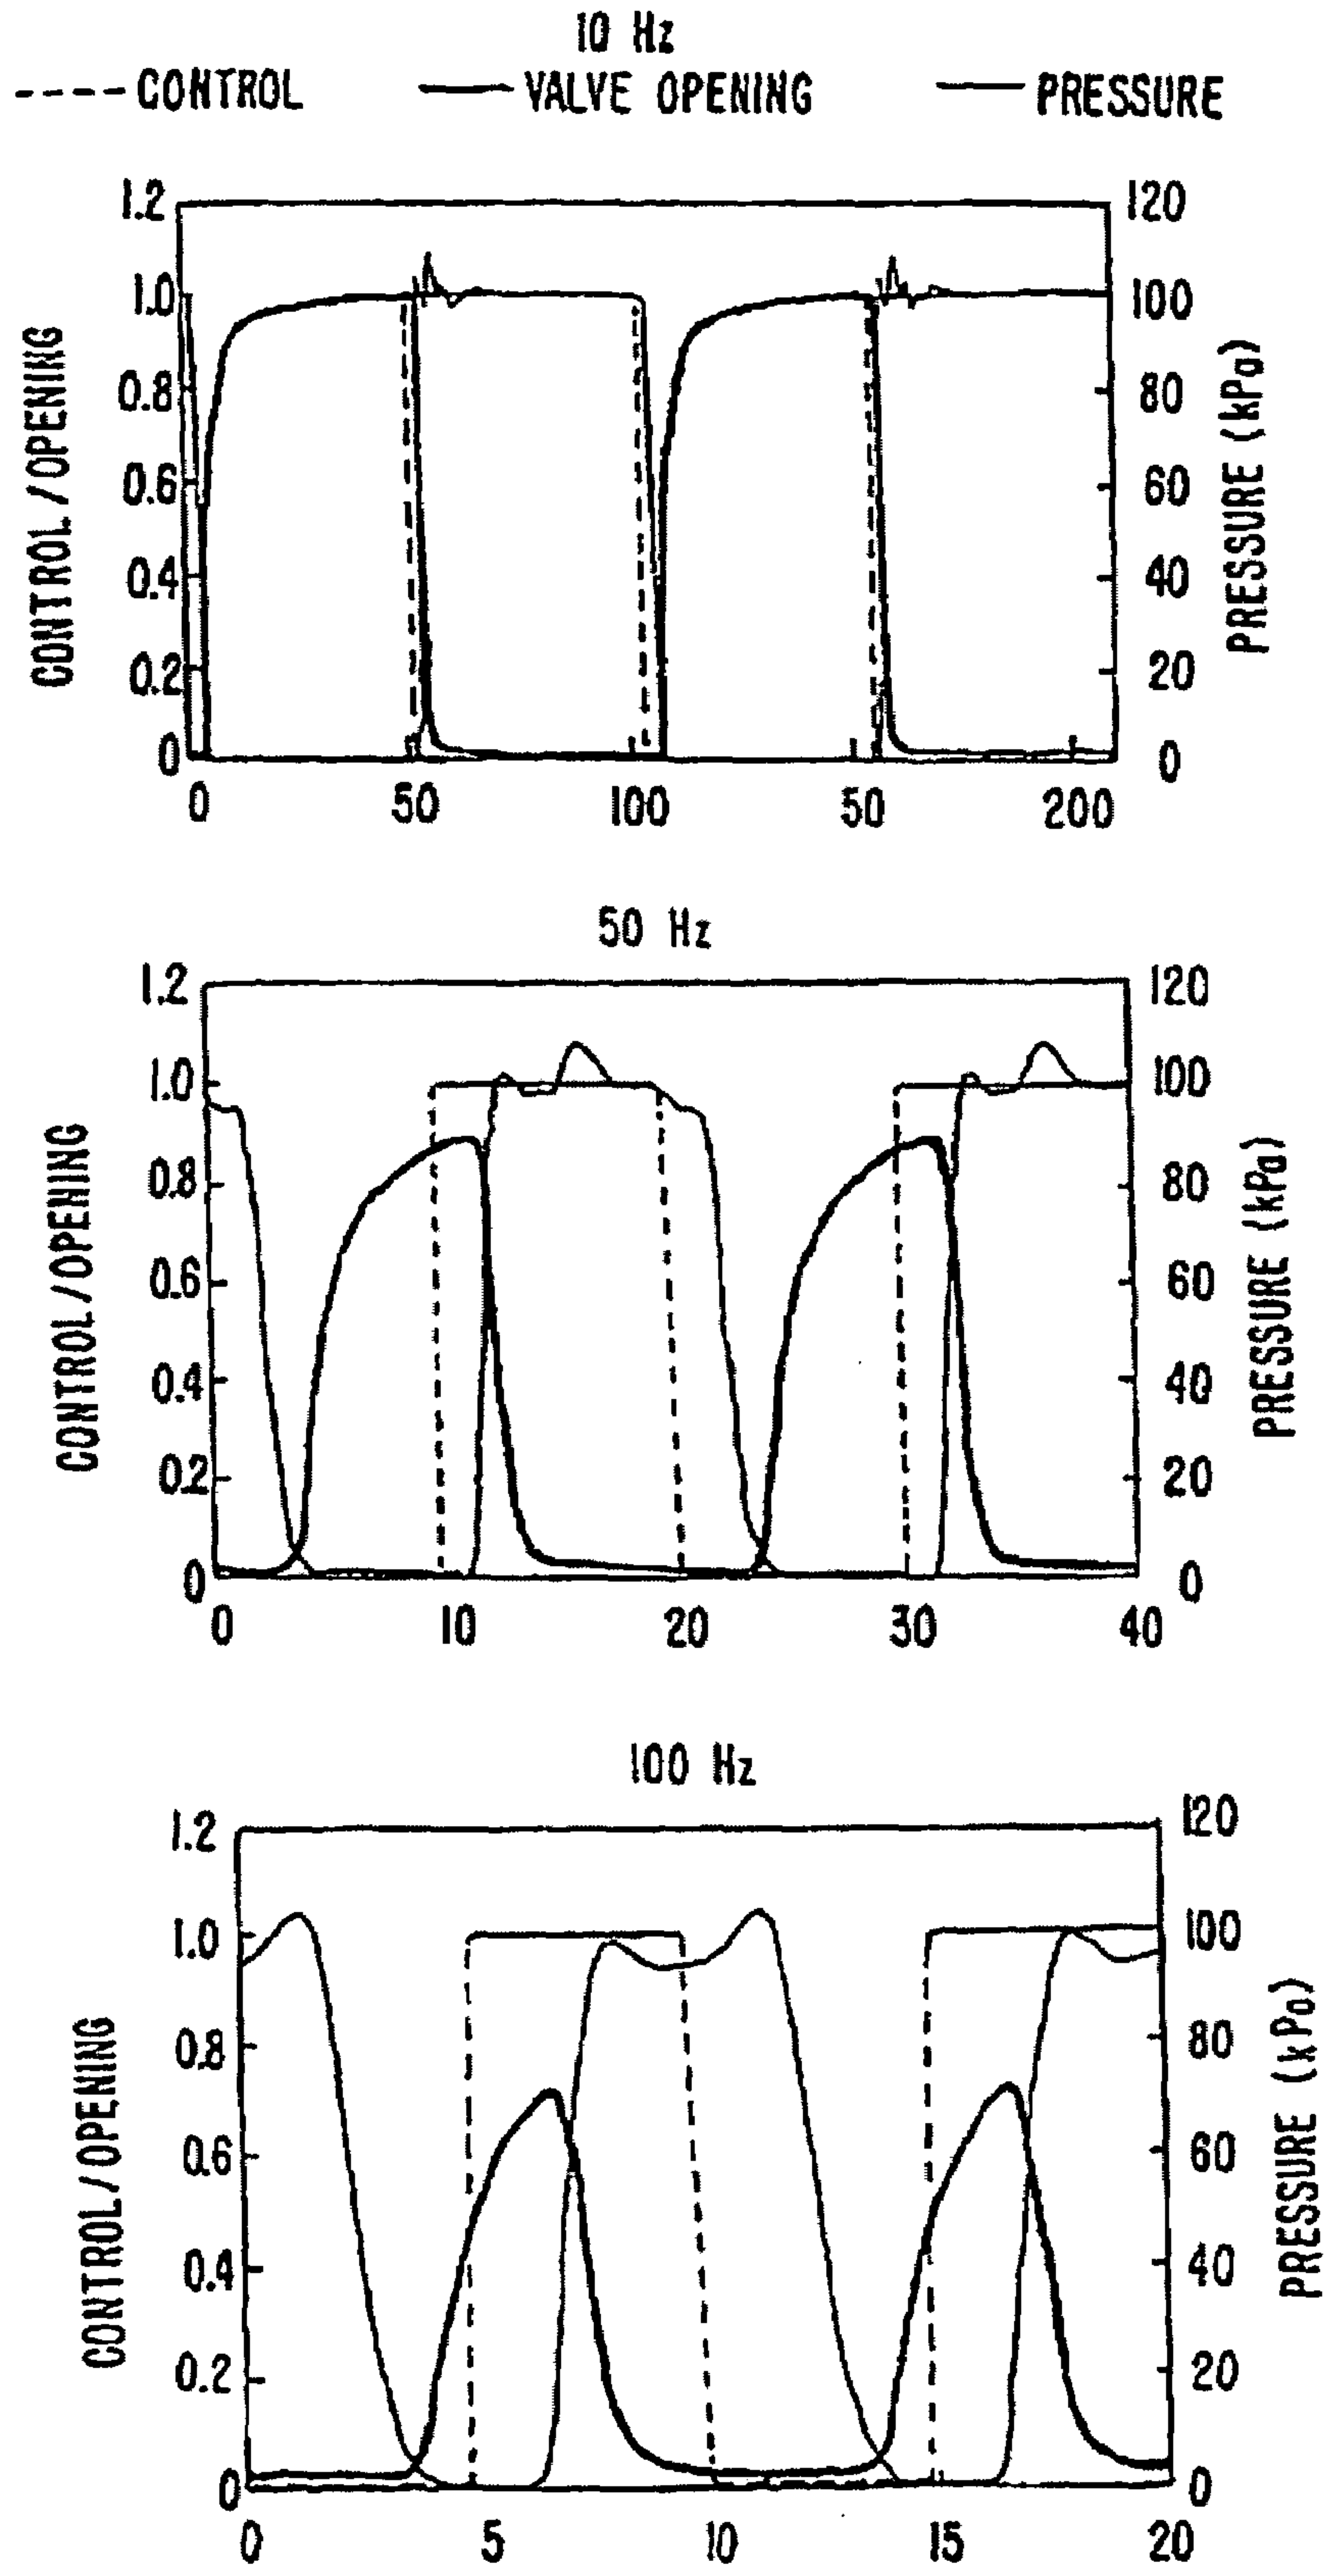 10 Hz
CONTROL VALVE OPENING PRESSURE
1.2 120
1.0 100
0.8 80
0.6 60
0.4 40
0.2 20
0 0
CONTROL/OPENING
PRESSURE (kPa)
0 50 100 50 200
50 Hz
1.2 120
1.0 100
0.8 80
0.6 60
0.4 40
0.2 20
0 0
CONTROL/OPENING
PRESSURE (kPa)
0 10 20 30 40
100 Hz
1.2 120
1.0 100
0.8 80
0.6 60
0.4 40
0.2 20
0 0
CONTROL/OPENING
PRESSURE (kPa)
0 5 10 15 20